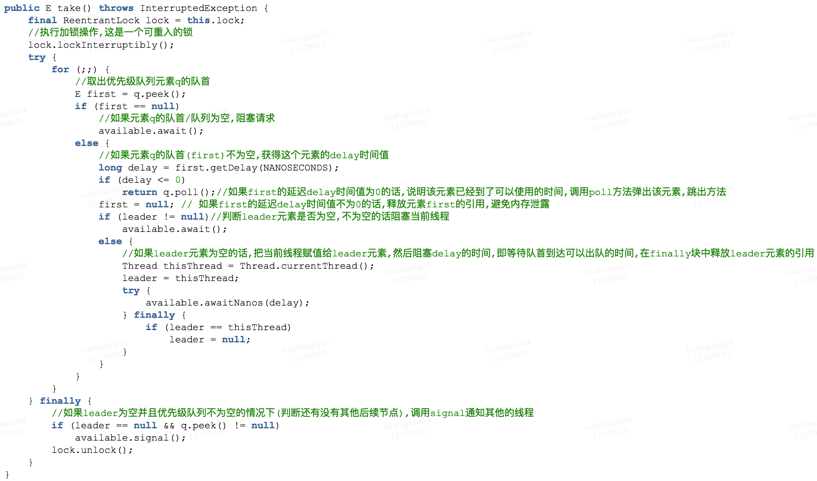 public E take() throws InterruptedException {
    final ReentrantLock lock = this.lock;
    //执行加锁操作,这是一个可重入的锁
    lock.lockInterruptibly();
    try {
        for (;;) {
            //取出优先级队列元素q的队首
            E first = q.peek();
            if (first == null)
                //如果元素q的队首/队列为空,阻塞请求
                available.await();
            else {
                //如果元素q的队首(first)不为空,获得这个元素的delay时间值
                long delay = first.getDelay(NANOSECONDS);
                if (delay <= 0)
                    return q.poll();//如果first的延迟delay时间值为0的话,说明该元素已经到了可以使用的时间,调用poll方法弹出该元素,跳出方法
                first = null; // 如果first的延迟delay时间值不为0的话,释放元素first的引用,避免内存泄露
                if (leader != null)//判断leader元素是否为空,不为空的话阻塞当前线程
                    available.await();
                else {
                    //如果leader元素为空的话,把当前线程赋值给leader元素,然后阻塞delay的时间,即等待队首到达可以出队的时间,在finally块中释放leader元素的引用
                    Thread thisThread = Thread.currentThread();
                    leader = thisThread;
                    try {
                        available.awaitNanos(delay);
                    } finally {
                        if (leader == thisThread)
                            leader = null;
                    }
                }
            }
        }
    } finally {
        //如果leader为空并且优先级队列不为空的情况下(判断还有没有其他后续节点),调用signal通知其他的线程
        if (leader == null && q.peek() != null)
            available.signal();
        lock.unlock();
    }
}